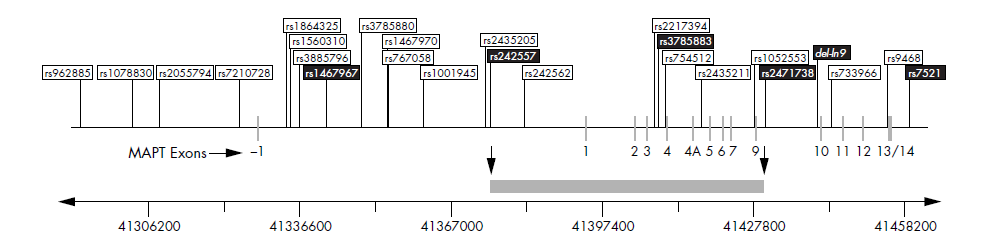 rs1864325 rs3785880 rs2217394
rs1560310 rs1467970 rs2435205 rs3785883 del-ln9
rs3885796 rs767058 rs242557 rs754512 rs1052553 rs9468
rs962885 rs1078830 rs2055794 rs7210728 rs1467967 rs1001945 rs242562 rs2435211 rs2471738 rs733966 rs7521
MAPT Exons –1 1 2 3 4 4A 5 6 7 9 10 11 12 13/14
41306200 41336600 41367000 41397400 41427800 41458200